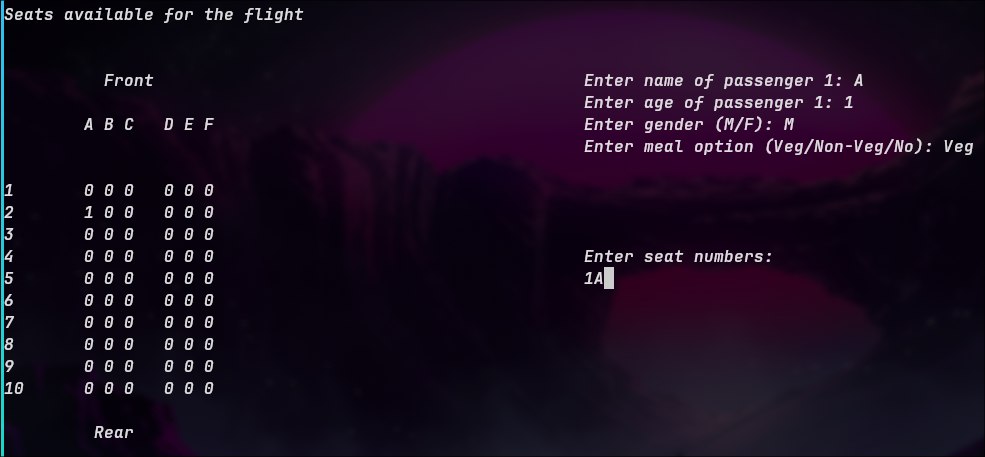 Seats available for the flight
Front
A B C D E F
1 0 0 0 0 0 0
2 1 0 0 0 0 0
3 0 0 0 0 0 0
4 0 0 0 0 0 0
5 0 0 0 0 0 0
6 0 0 0 0 0 0
7 0 0 0 0 0 0
8 0 0 0 0 0 0
9 0 0 0 0 0 0
10 0 0 0 0 0 0
Rear
Enter name of passenger 1: A
Enter age of passenger 1: 1
Enter gender (M/F): M
Enter meal option (Veg/Non-Veg/No): Veg
Enter seat numbers:
1A